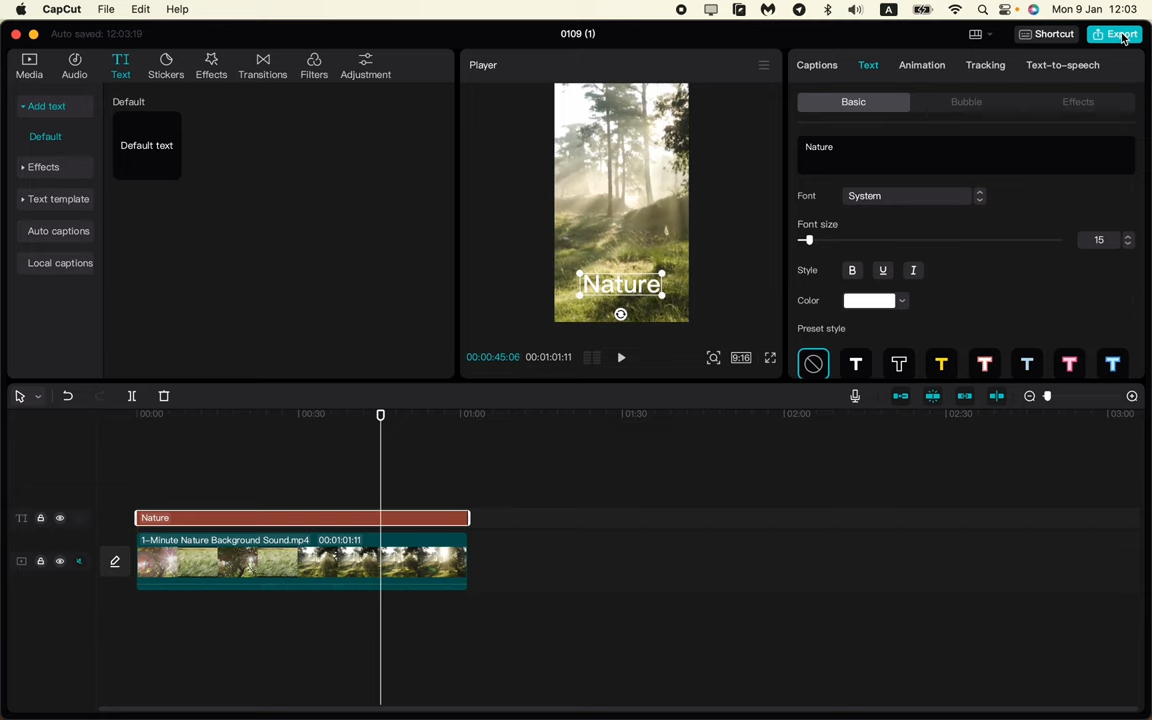 CapCut File Edit Help A Mon 9 Jan 12:03
Auto saved: 12:03:19 0109 (1) Shortcut Export
Media Audio Text Stickers Effects Transitions Filters Adjustment
Player
Captions Text Animation Tracking Text-to-speech
Add text
Default
Effects
Text template
Auto captions
Local captions
Default
Default text
Nature
00:00:45:06 00:01:01:11 9:16
Basic Bubble Effects
Nature
Font System
Font size
15
Style B U I
Color
Preset style
T T T T T T T
00:00 00:30 01:00 01:30 02:00 02:30 03:00
TI Nature
1-Minute Nature Background Sound.mp4 00:01:01:11